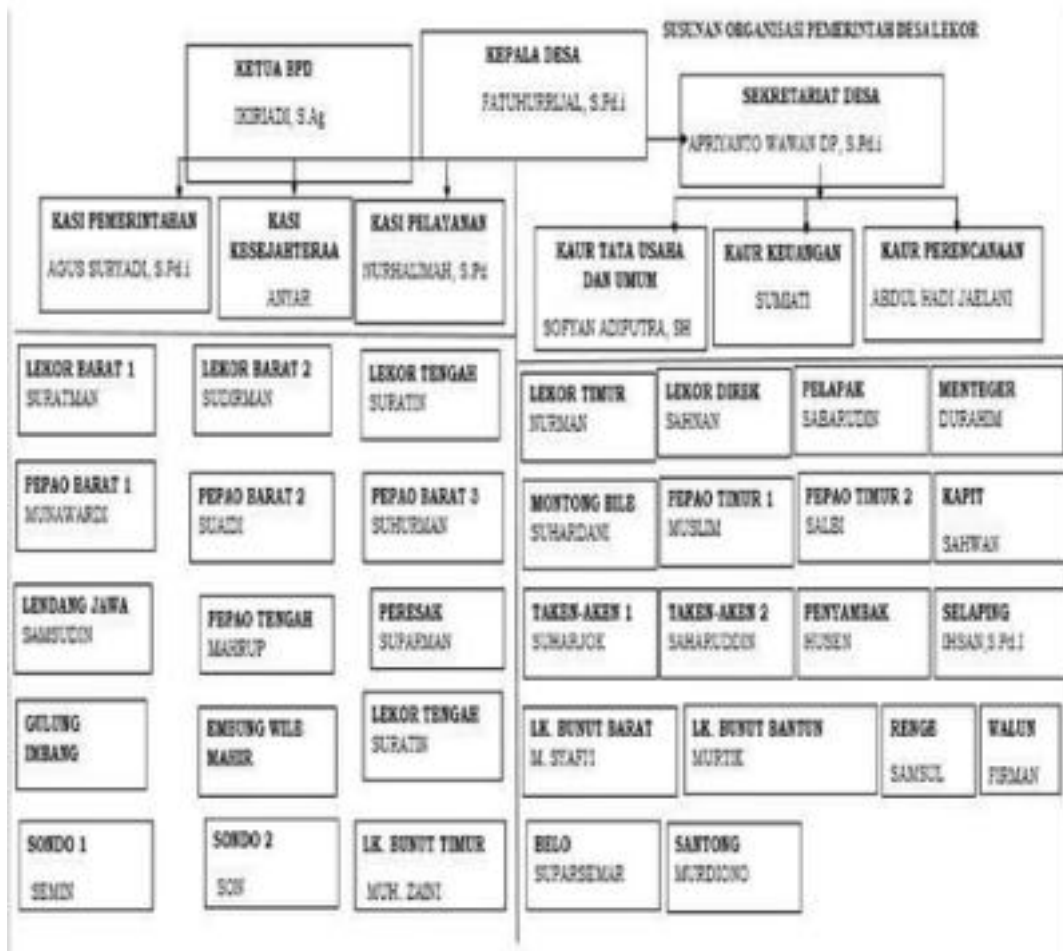 SUSUNAN ORGANISASI PEMERINTAH DESA LEKOR
KETUA BPD
S.Ag
KEPALA DESA
FATUHURRIJAL, S.Pd.i
SEKRETARIAT DESA
APRIYANTO WAWAN DP, S.Pd.i
KASI PEMERINTAHAN
AGUS SURYADI, S.Pd.i
KASI
KESEJAHTERAA
ANYAR
KASI PELAYANAN
NURHALIMAH, S.Pd
KAUR TATA USAHA
DAN UMUM
SOFYAN ADIPUTRA, SH
KAUR KEUANGAN
SUMIATI
KAUR PERENCANAAN
ABDUL HADI JAELANI
LEKOR BARAT 1
SURATMAN
LEKOR BARAT 2
SUDIRMAN
LEKOR TENGAH
SURATIN
PEPAO BARAT 1
MUNAWARDI
PEPAO BARAT 2
SUAIDI
PEPAO BARAT 3
SUHURMAN
LENDANG JAWA
SAMSUDIN
PEPAO TENGAH
MAHRUP
PERESAK
SUPARMAN
GULUNG
IMBANG
EMBUNG WILE
MAHIR
LEKOR TENGAH
SURATIN
SONDO 1
SEMIN
SONDO 2
SON
LK. BUNUT TIMUR
MUH. ZAINI
LEKOR TIMUR
NURMAN
LEKOR DIREK
SAHNAN
PELAPAK
SABARUDIN
MENTEGER
DURAHIM
MONTONG BILE
SUHARDANI
PEPAO TIMUR 1
MUSLIM
PEPAO TIMUR 2
SALBI
KAPIT
SAHWAN
TAKEN-AKEN 1
SUHARJOK
TAKEN-AKEN 2
SAHARUDDIN
PENYAMBAK
HUSEN
SELAPING
IHSAN,S.Pd.I
LK. BUNUT BARAT
M. SYAFI'I
LK. BUNUT BANTUN
MURTIK
RENGE
SAMSUL
WALUN
FIRMAN
BELO
SUPARSEMAR
SANTONG
MURDIONO